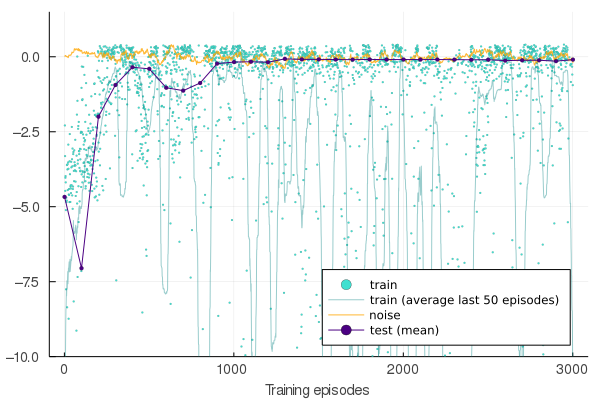 0.0
−2.5
−5.0
−7.5
−10.0
0
1000
2000
3000
Training episodes
train
train (average last 50 episodes)
noise
test (mean)